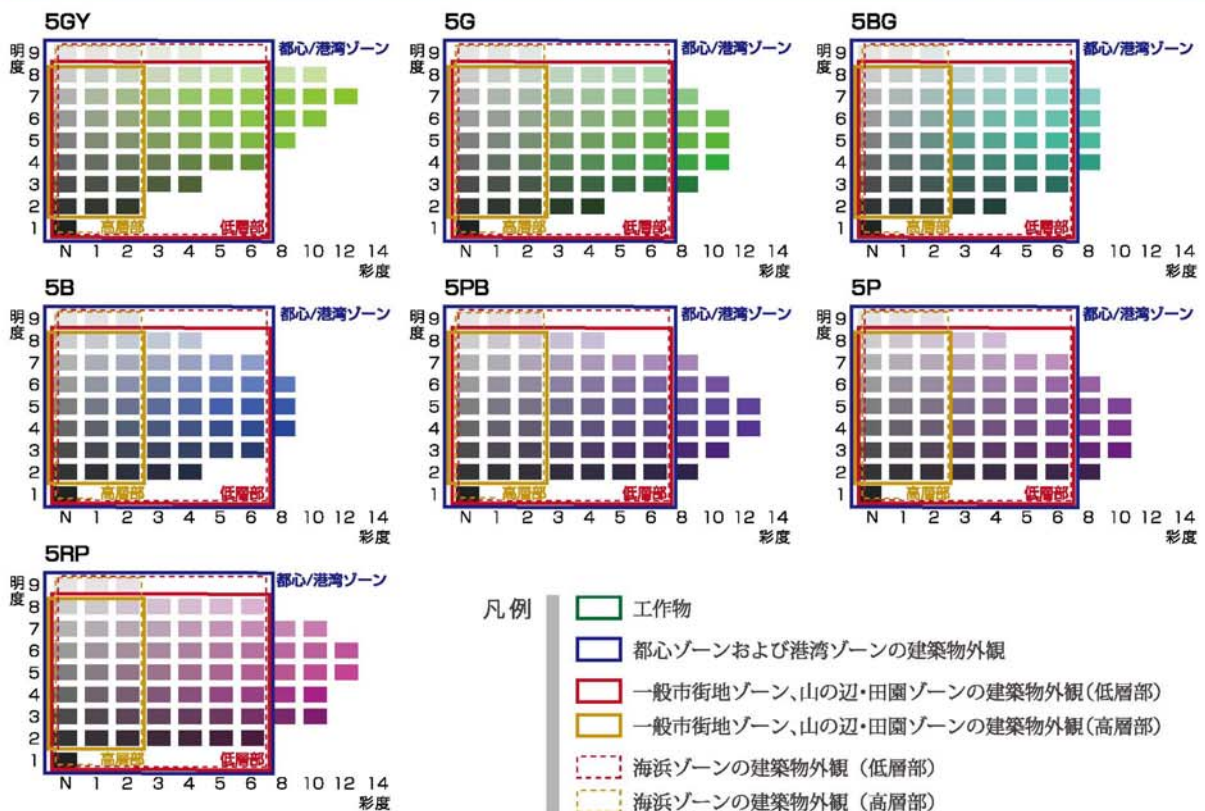 5GY
明度
9
8
7
6
5
4
3
2
1
都心/港湾ゾーン
高層部
低層部
N 1 2 3 4 5 6 8 10 12 14
彩度
5G
明度
9
8
7
6
5
4
3
2
1
都心/港湾ゾーン
高層部
低層部
N 1 2 3 4 5 6 8 10 12 14
彩度
5BG
明度
9
8
7
6
5
4
3
2
1
都心/港湾ゾーン
高層部
低層部
N 1 2 3 4 5 6 8 10 12 14
彩度
5B
明度
9
8
7
6
5
4
3
2
1
都心/港湾ゾーン
高層部
低層部
N 1 2 3 4 5 6 8 10 12 14
彩度
5PB
明度
9
8
7
6
5
4
3
2
1
都心/港湾ゾーン
高層部
低層部
N 1 2 3 4 5 6 8 10 12 14
彩度
5P
明度
9
8
7
6
5
4
3
2
1
都心/港湾ゾーン
高層部
低層部
N 1 2 3 4 5 6 8 10 12 14
彩度
5RP
明度
9
8
7
6
5
4
3
2
1
都心/港湾ゾーン
高層部
低層部
N 1 2 3 4 5 6 8 10 12 14
彩度
凡例
工作物
都心ゾーンおよび港湾ゾーンの建築物外観
一般市街地ゾーン、山の辺・田園ゾーンの建築物外観(低層部)
一般市街地ゾーン、山の辺・田園ゾーンの建築物外観(高層部)
海浜ゾーンの建築物外観（低層部）
海浜ゾーンの建築物外観（高層部）